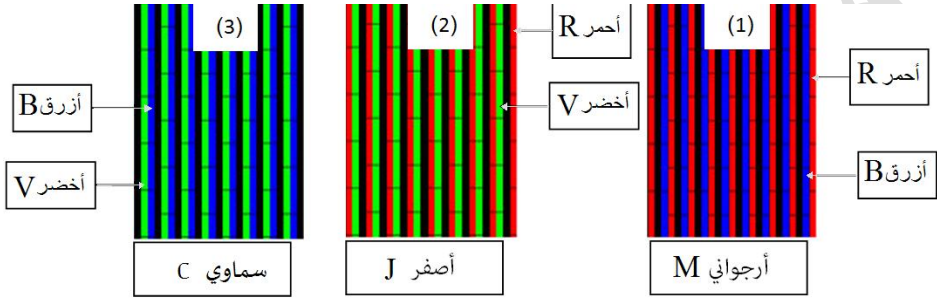 (1)
أحمر R
أزرق B
أرجواني M
(2)
أحمر R
أخضر V
أصفر J
(3)
أزرق B
أخضر V
سماوي C